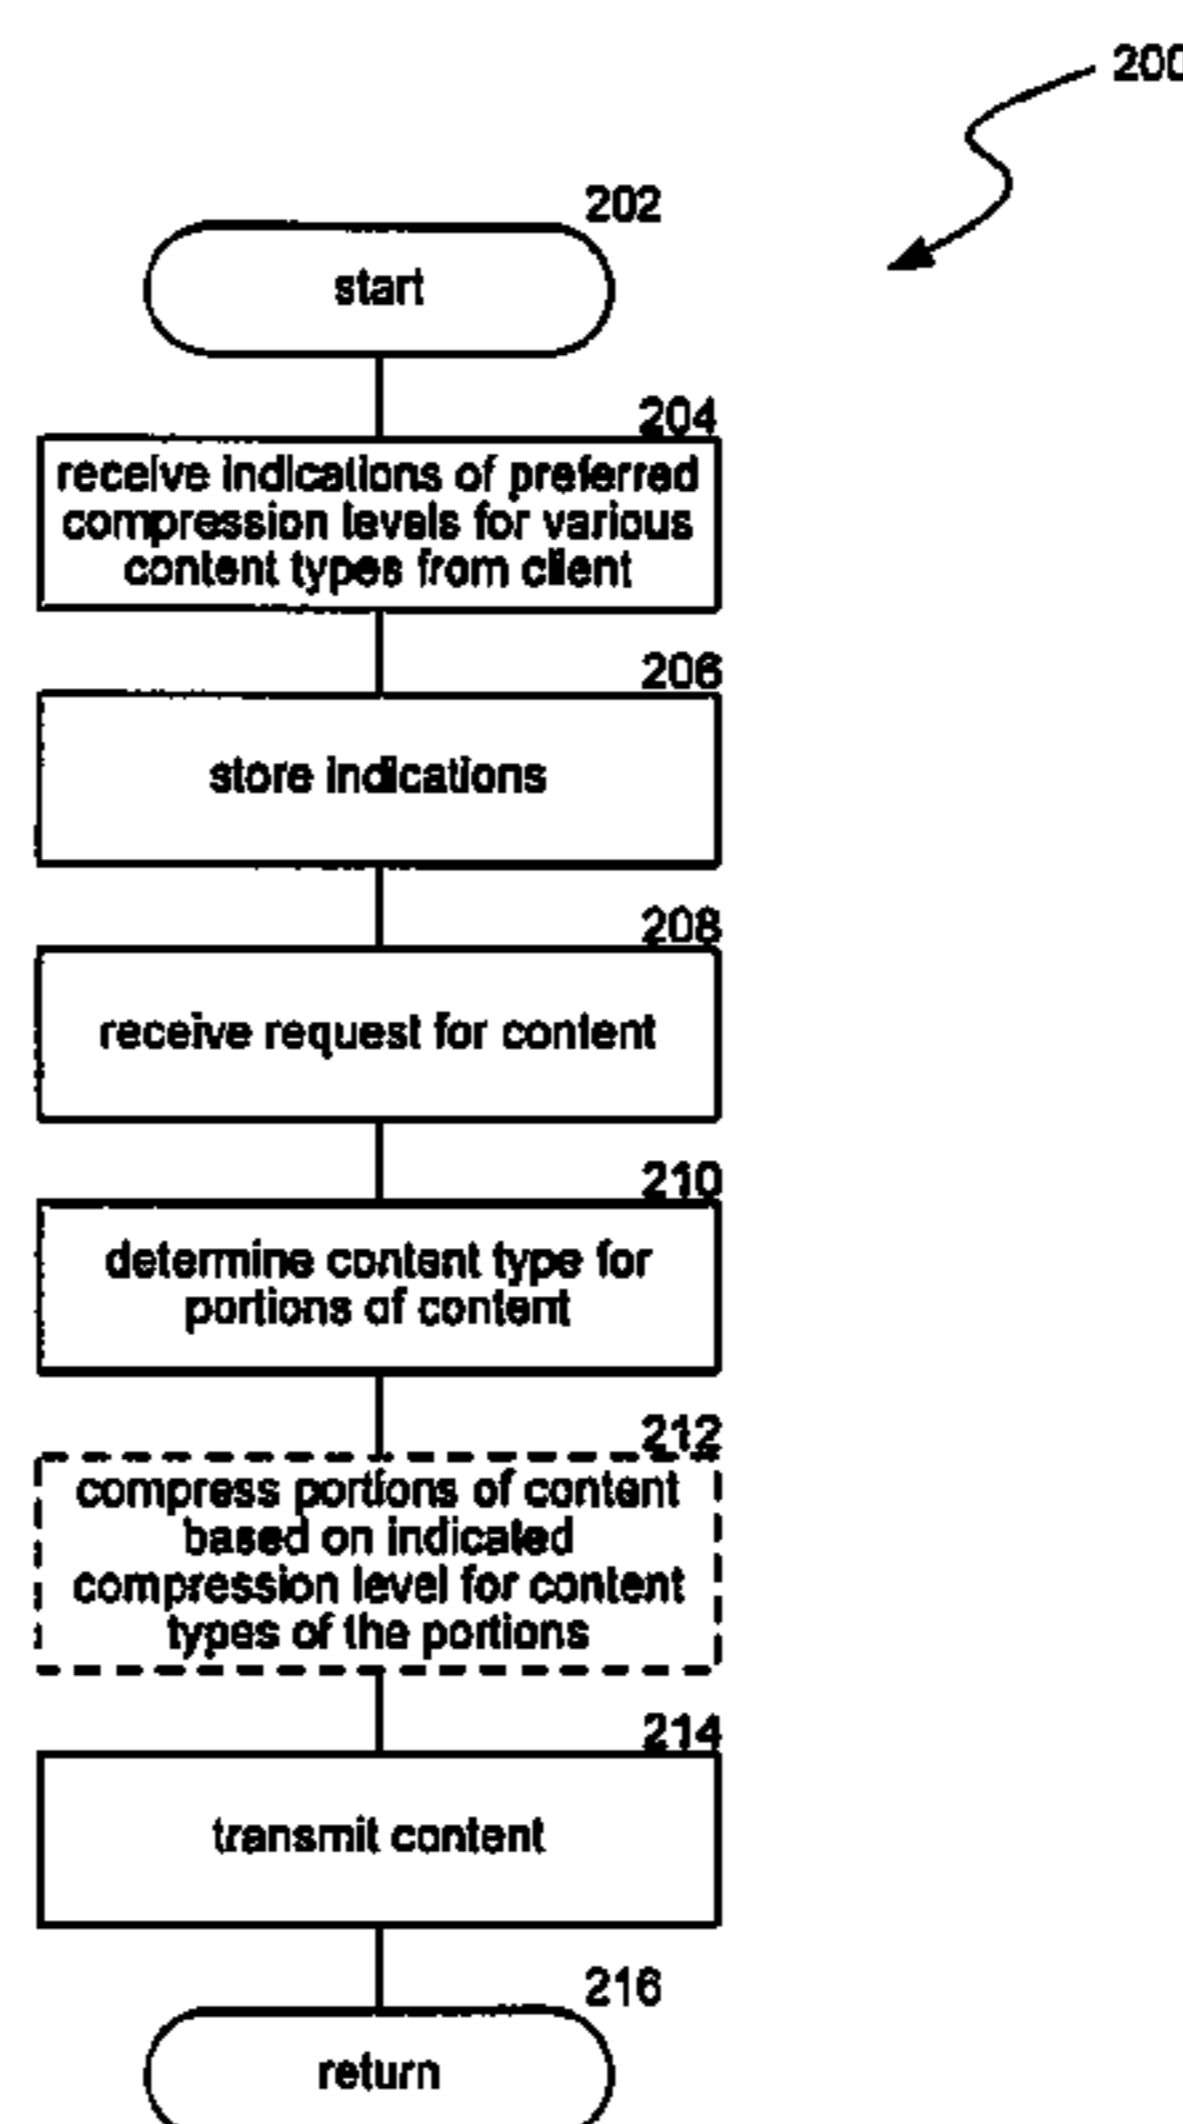 200
202
start
204
receive indications of preferred
compression levels for various
content types from client
206
store indications
208
receive request for content
210
determine content type for
portions of content
212
compress portions of content
based on indicated
compression level for content
types of the portions
214
transmit content
216
return